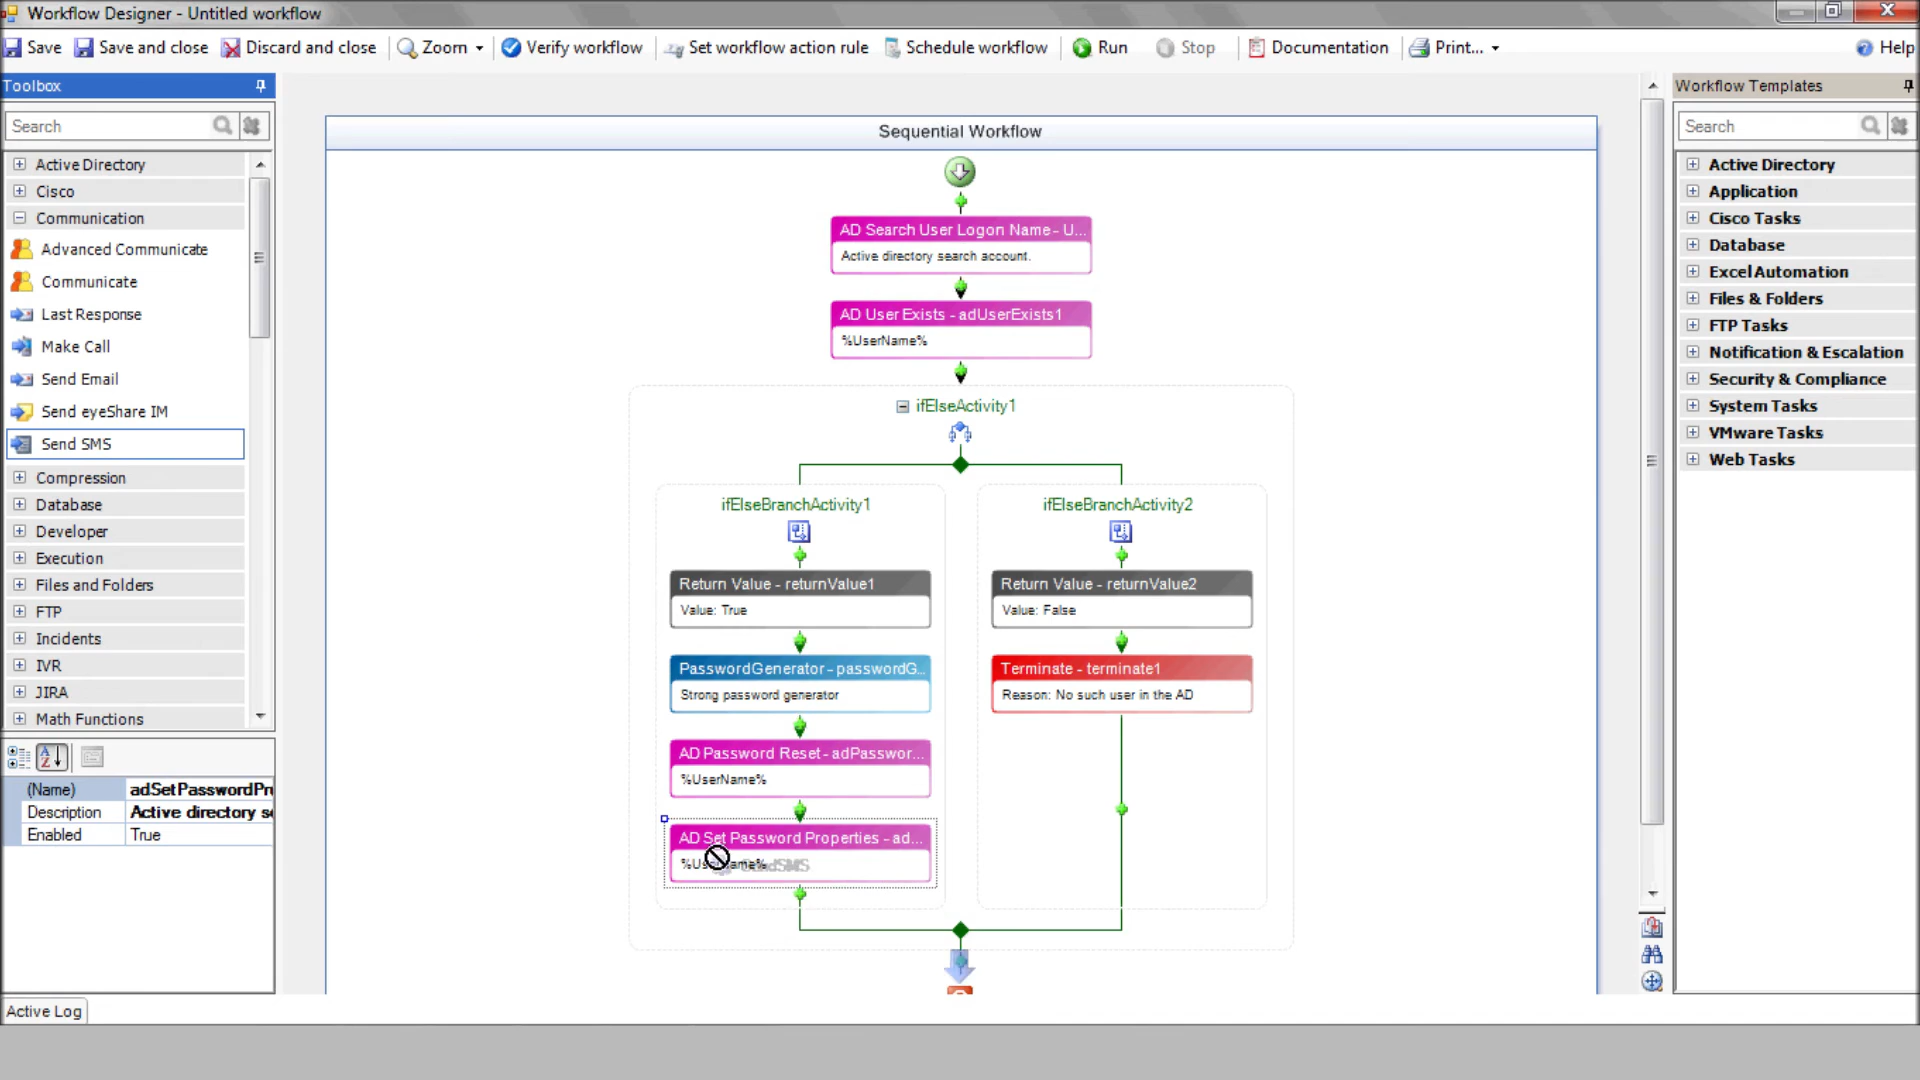 Workflow Designer - Untitled workflow
Save
Save and close
Discard and close
Zoom
Verify workflow
Set workflow action rule
Schedule workflow
Run
Stop
Documentation
Print...
Help
Toolbox
Search
Active Directory
Cisco
Communication
Advanced Communicate
Communicate
Last Response
Make Call
Send Email
Send eyeShare IM
Send SMS
Compression
Database
Developer
Execution
Files and Folders
FTP
Incidents
IVR
JIRA
Math Functions
(Name) adSetPasswordPr
Description Active directory s
Enabled True
Active Log
Sequential Workflow
AD Search User Logon Name - U...
Active directory search account.
AD User Exists - adUserExists1
%UserName%
ifElseActivity1
ifElseBranchActivity1
Return Value - returnValue1
Value: True
PasswordGenerator - passwordG...
Strong password generator
AD Password Reset - adPasswor...
%UserName%
AD Set Password Properties - ad...
ifElseBranchActivity2
Return Value - returnValue2
Value: False
Terminate - terminate1
Reason: No such user in the AD
Workflow Templates
Search
Active Directory
Application
Cisco Tasks
Database
Excel Automation
Files & Folders
FTP Tasks
Notification & Escalation
Security & Compliance
System Tasks
VMware Tasks
Web Tasks